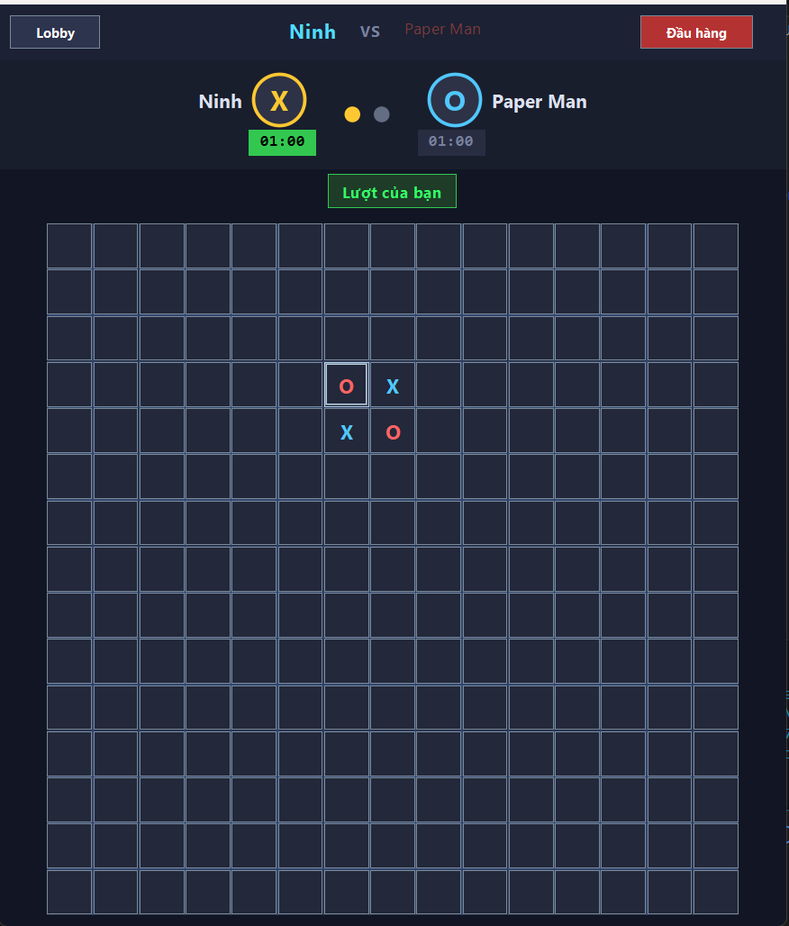 Lobby
Ninh VS Paper Man
Đầu hàng
Ninh X O Paper Man
01:00 01:00
Lượt của bạn
O X
X O